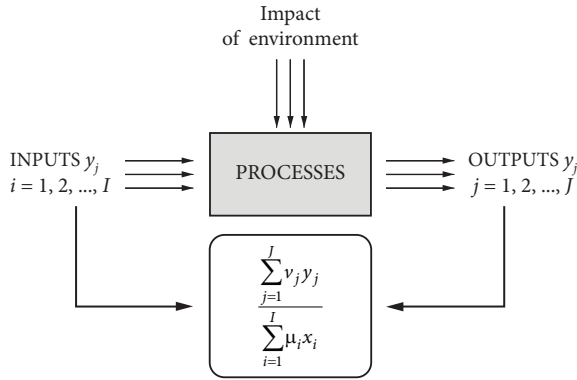 Impact
of environment
INPUTS y_j
i = 1, 2, ..., I
PROCESSES
OUTPUTS y_j
j = 1, 2, ..., J
J
∑ ν_j y_j
j=1
I
∑ μ_i x_i
i=1